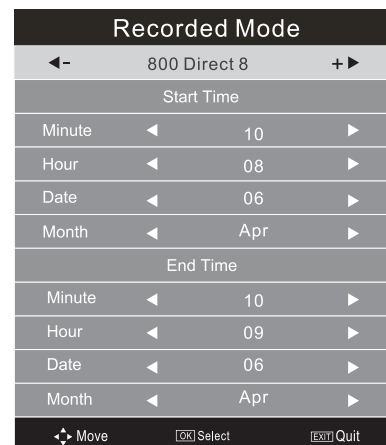 Recorded Mode
- 800 Direct 8 +
Start Time
Minute 10
Hour 08
Date 06
Month Apr
End Time
Minute 10
Hour 09
Date 06
Month Apr
Move OK Select EXIT Quit